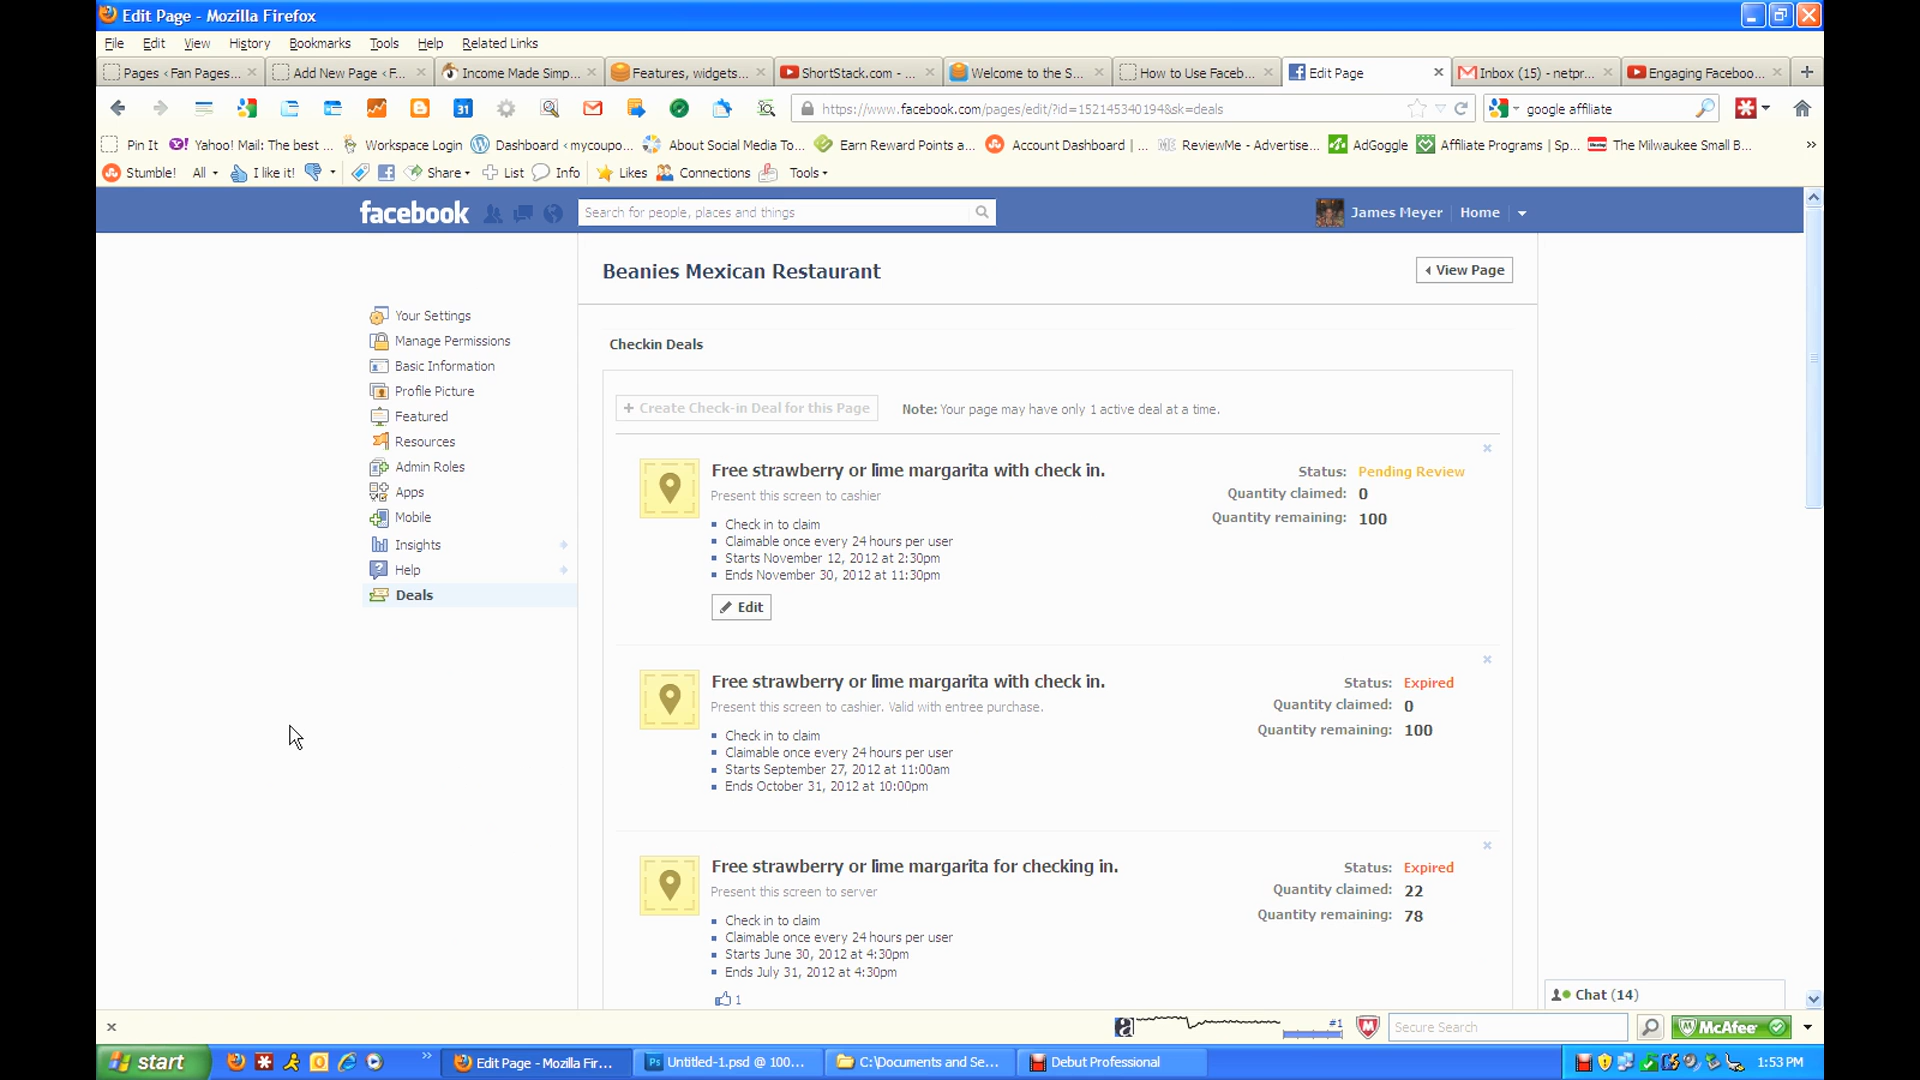 Edit Page - Mozilla Firefox
File Edit View History Bookmarks Tools Help Related Links
Pages ‹ Fan Pages... Add New Page ‹ F... Income Made Simp... Features, widgets... ShortStack.com - ... Welcome to the S... How to Use Faceb... Edit Page Inbox (15) - netpr... Engaging Faceboo...
31 https://www.facebook.com/pages/edit/?id=152145340194&sk=deals google affiliate
Pin It Yahoo! Mail: The best ... Workspace Login Dashboard ‹ mycoupo... About Social Media To... Earn Reward Points a... Account Dashboard | ... ReviewMe - Advertise... AdGoggle Affiliate Programs | Sp... The Milwaukee Small B... »
Stumble! All I like it! Share List Info Likes Connections Tools
facebook Search for people, places and things James Meyer Home
Beanies Mexican Restaurant View Page
Your Settings
Manage Permissions
Basic Information
Profile Picture
Featured
Resources
Admin Roles
Apps
Mobile
Insights
Help
Deals
Checkin Deals
+ Create Check-in Deal for this Page Note: Your page may have only 1 active deal at a time.
Free strawberry or lime margarita with check in.
Present this screen to cashier
Check in to claim
Claimable once every 24 hours per user
Starts November 12, 2012 at 2:30pm
Ends November 30, 2012 at 11:30pm
Edit
Status: Pending Review
Quantity claimed: 0
Quantity remaining: 100
Free strawberry or lime margarita with check in.
Present this screen to cashier. Valid with entree purchase.
Check in to claim
Claimable once every 24 hours per user
Starts September 27, 2012 at 11:00am
Ends October 31, 2012 at 10:00pm
Status: Expired
Quantity claimed: 0
Quantity remaining: 100
Free strawberry or lime margarita for checking in.
Present this screen to server
Check in to claim
Claimable once every 24 hours per user
Starts June 30, 2012 at 4:30pm
Ends July 31, 2012 at 4:30pm
1
Status: Expired
Quantity claimed: 22
Quantity remaining: 78
Chat (14)
#1 Secure Search McAfee
start Edit Page - Mozilla Fir... Untitled-1.psd @ 100... C:\Documents and Se... Debut Professional 1:53 PM